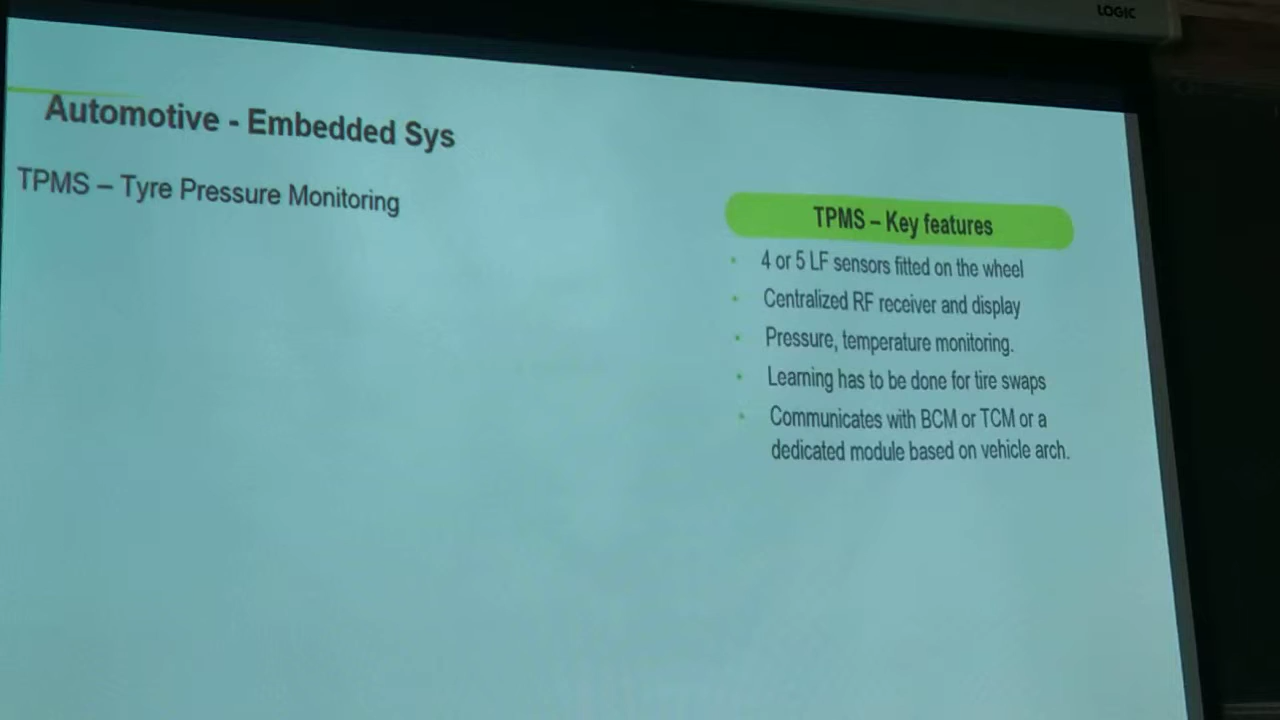 LOGIC
Automotive - Embedded Sys
TPMS – Tyre Pressure Monitoring
TPMS – Key features
4 or 5 LF sensors fitted on the wheel
Centralized RF receiver and display
Pressure, temperature monitoring.
Learning has to be done for tire swaps
Communicates with BCM or TCM or a
dedicated module based on vehicle arch.